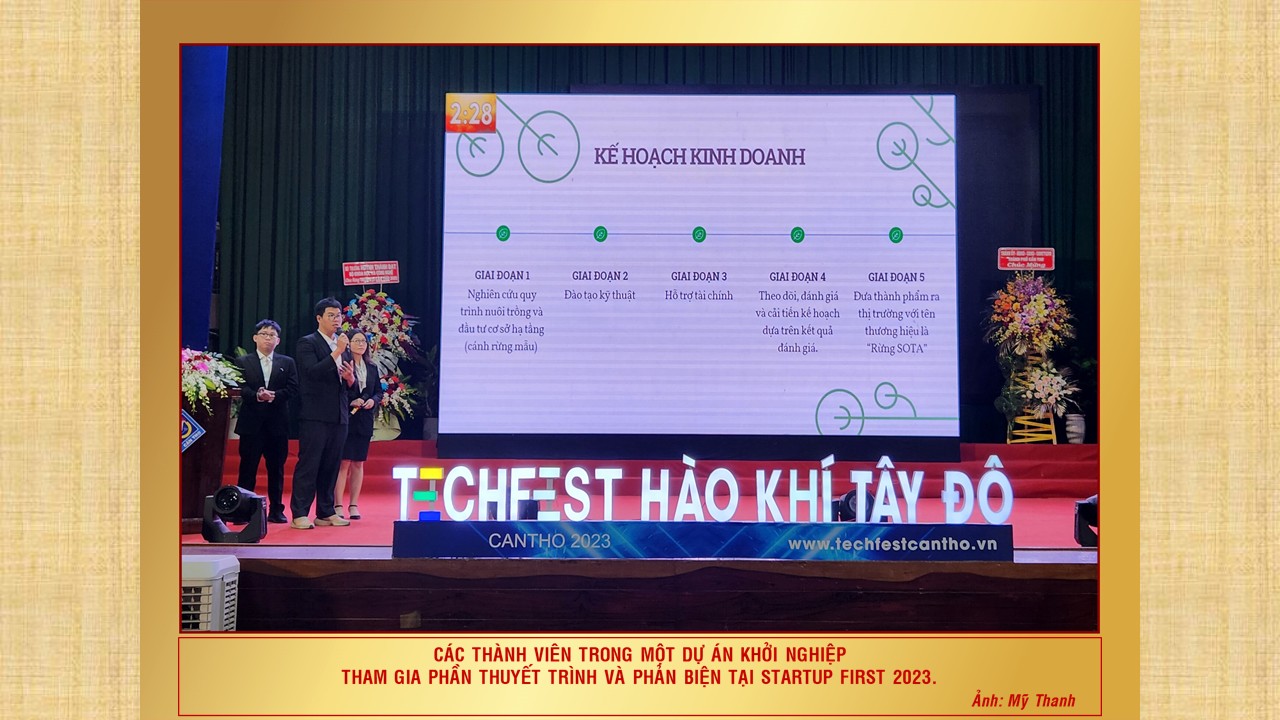 2:28
KẾ HOẠCH KINH DOANH
GIAI ĐOẠN 1
Nghiên cứu quy
trình nuôi trồng và
đầu tư cơ sở hạ tầng
(cánh rừng mẫu)
GIAI ĐOẠN 2
Đào tạo kỹ thuật
GIAI ĐOẠN 3
Hỗ trợ tài chính
GIAI ĐOẠN 4
Theo dõi, đánh giá
và cải tiến kế hoạch
dựa trên kết quả
đánh giá.
GIAI ĐOẠN 5
Đưa thành phẩm ra
thị trường với tên
thương hiệu là
“Rừng SOTA”
Chúc Mừng
TECHFEST HÀO KHÍ TÂY ĐÔ
CANTHO 2023
www.techfestcantho.vn
CÁC THÀNH VIÊN TRONG MỘT DỰ ÁN KHỞI NGHIỆP
THAM GIA PHẦN THUYẾT TRÌNH VÀ PHẢN BIỆN TẠI STARTUP FIRST 2023.
Ảnh: Mỹ Thanh